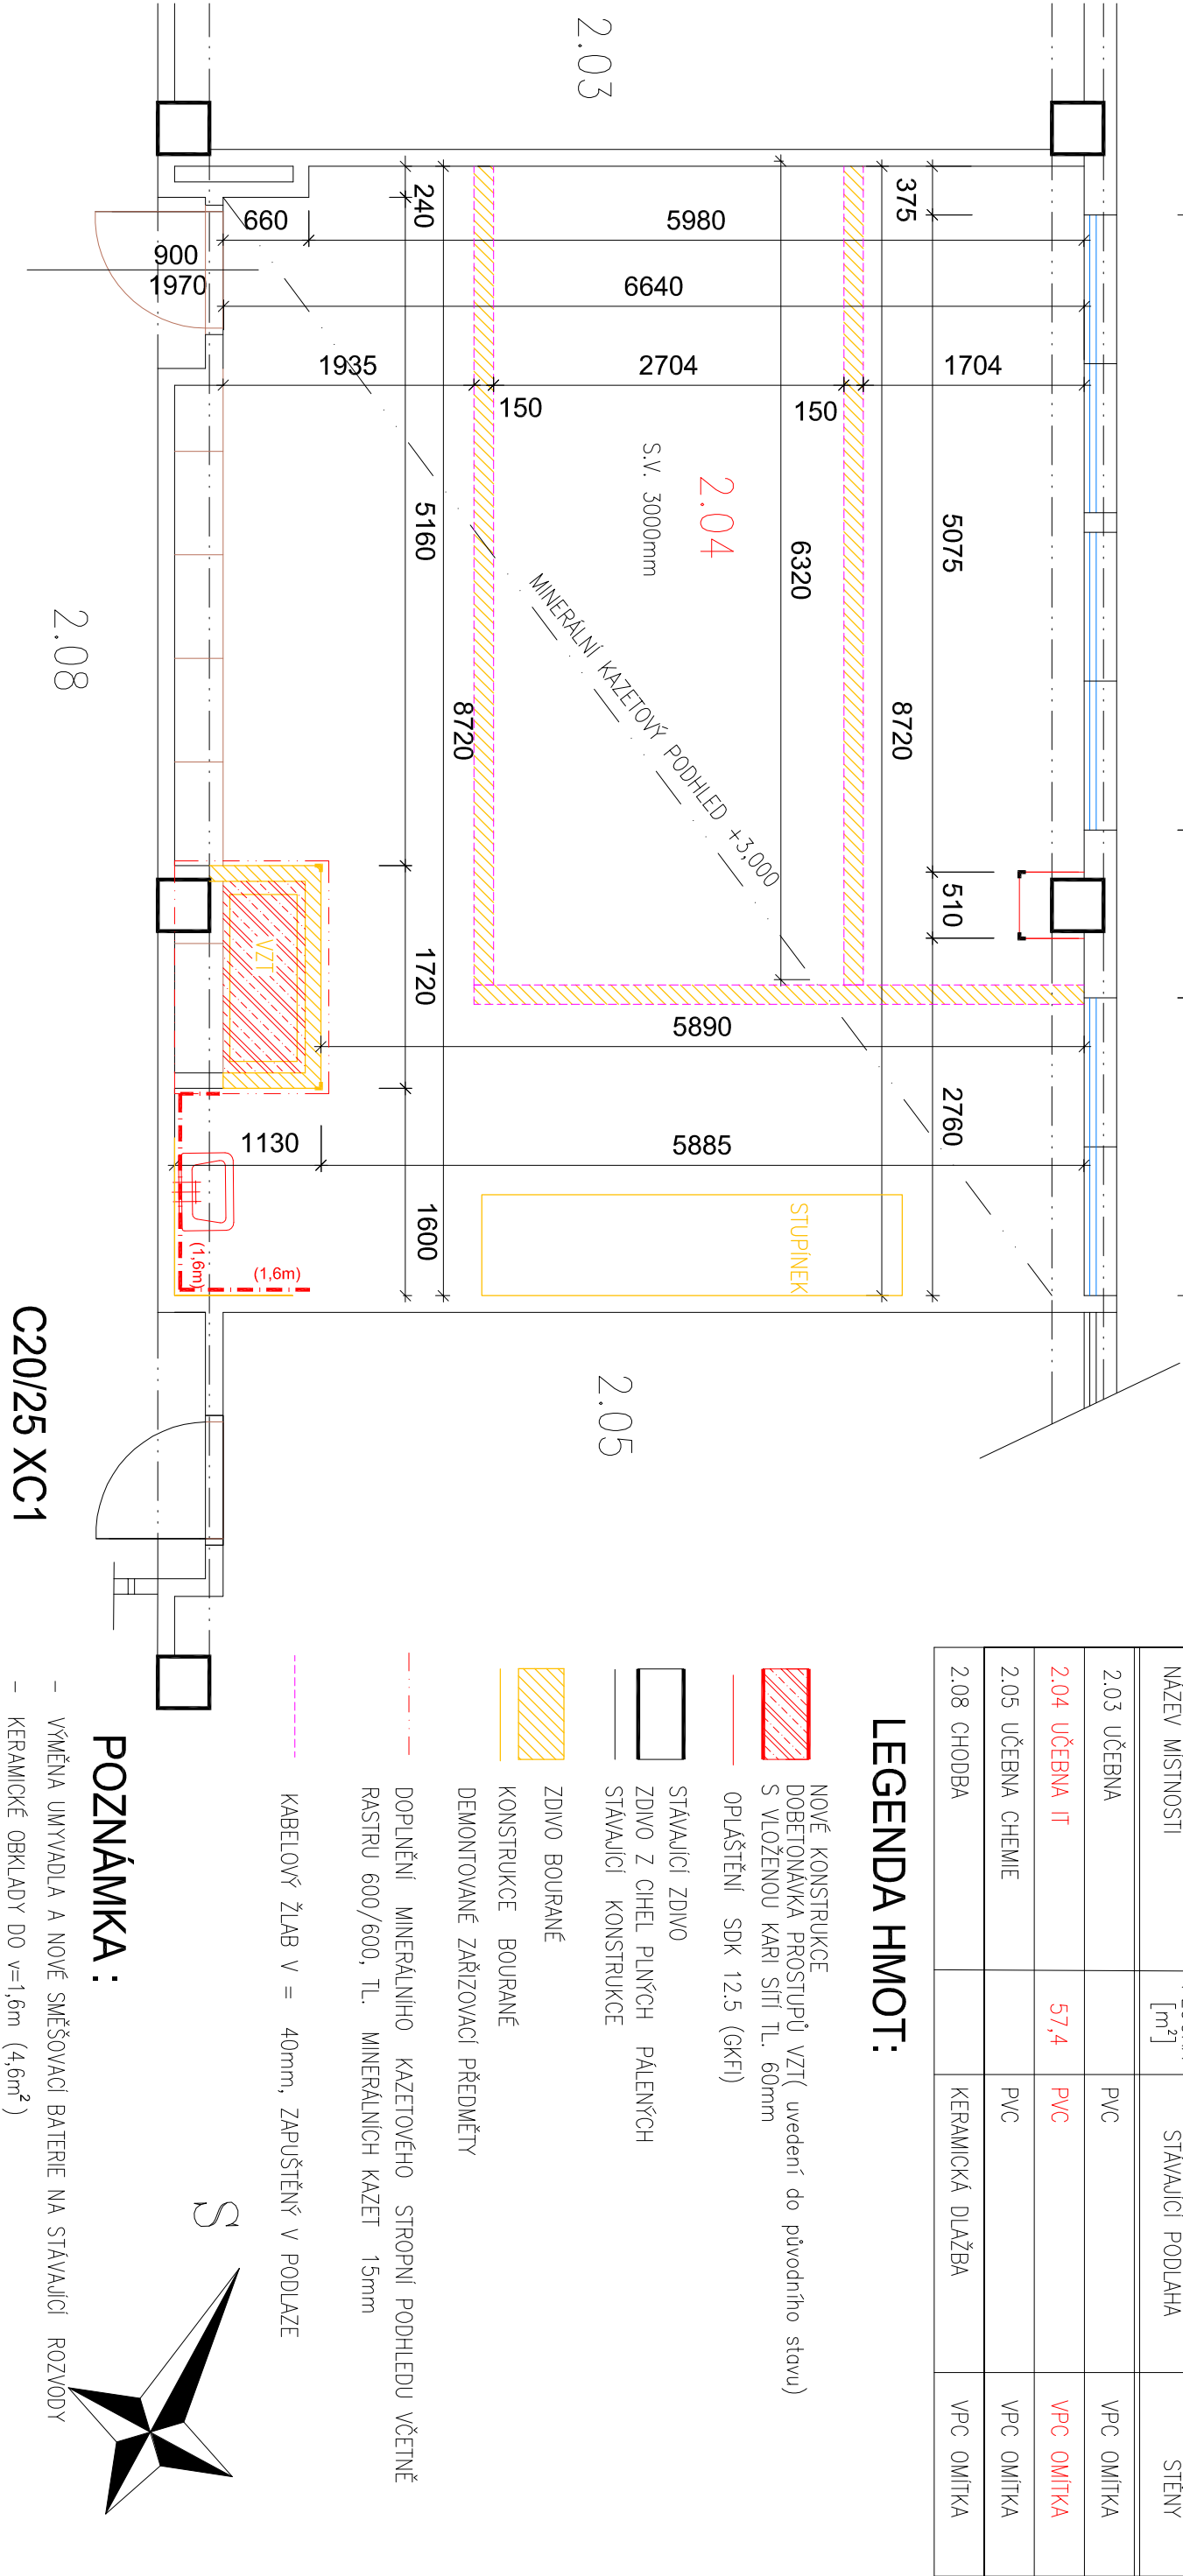 NÁZEV MÍSTNOSTI
[m²]
STÁVAJÍCÍ PODLAHA
STĚNY
2.03 UČEBNA
PVC
VPC OMÍTKA
2.04 UČEBNA IT
57,4
PVC
VPC OMÍTKA
2.05 UČEBNA CHEMIE
PVC
VPC OMÍTKA
2.08 CHODBA
KERAMICKÁ DLAŽBA
VPC OMÍTKA
LEGENDA HMOT :
NOVÉ KONSTRUKCE
DOBETONÁVKA PROSTUPŮ VZT( uvedení do původního stavu)
S VLOŽENOU KARI SÍTÍ TL. 60mm
OPLÁŠTĚNÍ SDK 12.5 (GKFI)
STÁVAJÍCÍ ZDIVO
ZDIVO Z CIHEL PLNÝCH PÁLENÝCH
STÁVAJÍCÍ KONSTRUKCE
ZDIVO BOURANÉ
KONSTRUKCE BOURANÉ
DEMONTOVANÉ ZAŘIZOVACÍ PŘEDMĚTY
DOPLNĚNÍ MINERÁLNÍHO KAZETOVÉHO STROPNÍ PODHLEDU VČETNĚ
RASTRU 600/600, TL. MINERÁLNÍCH KAZET 15mm
KABELOVÝ ŽLAB V = 40mm, ZAPUŠTĚNÝ V PODLAZE
POZNÁMKA :
- VÝMĚNA UMYVADLA A NOVÉ SMĚŠOVACÍ BATERIE NA STÁVAJÍCÍ ROZVODY
- KERAMICKÉ OBKLADY DO v=1,6m (4,6m²)
S
C20/25 XC1
2.03
2.04
S.V. 3000mm
2.05
2.08
MINERÁLNÍ KAZETOVÝ PODHLED +3,000
VZT
STUPÍNEK
(1,6m)
(1,6m)
375
5075
510
2760
8720
6320
8720
240
5160
1720
1600
660
5980
900
1970
6640
1935
2704
1704
150
150
5890
1130
5885